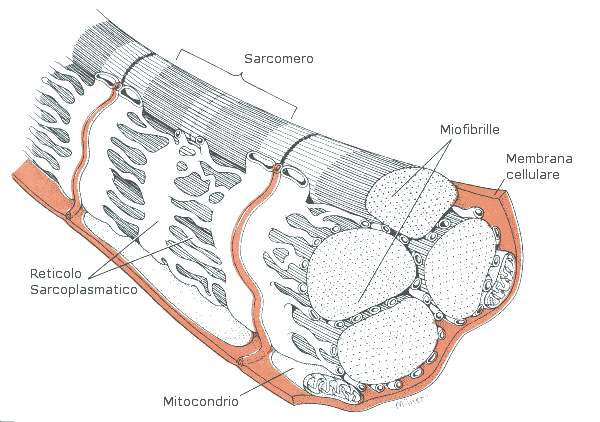 Sarcomero
Miofibrille
Membrana
cellulare
Reticolo
Sarcoplasmatico
Mitocondrio